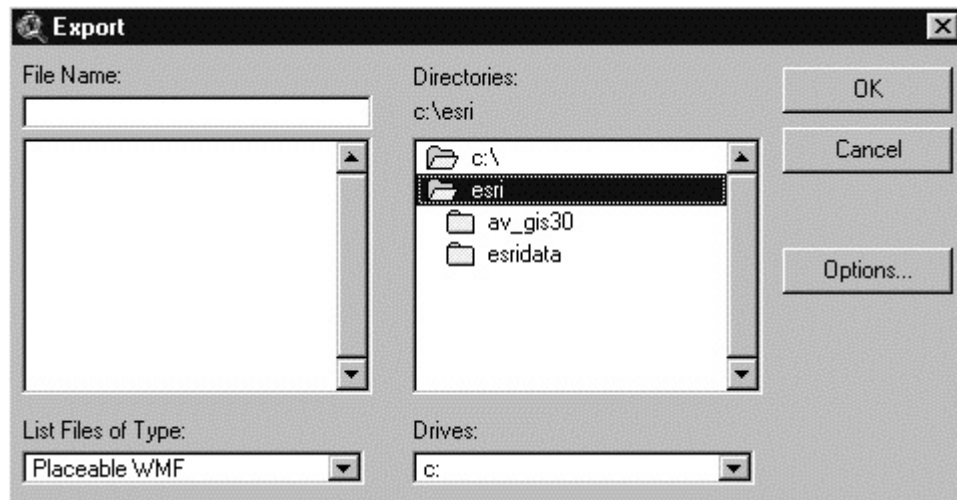 Export
File Name:
Directories:
c:\esri
OK
Cancel
Options...
c:\
esri
av_gis30
esridata
List Files of Type:
Placeable WMF
Drives:
c: